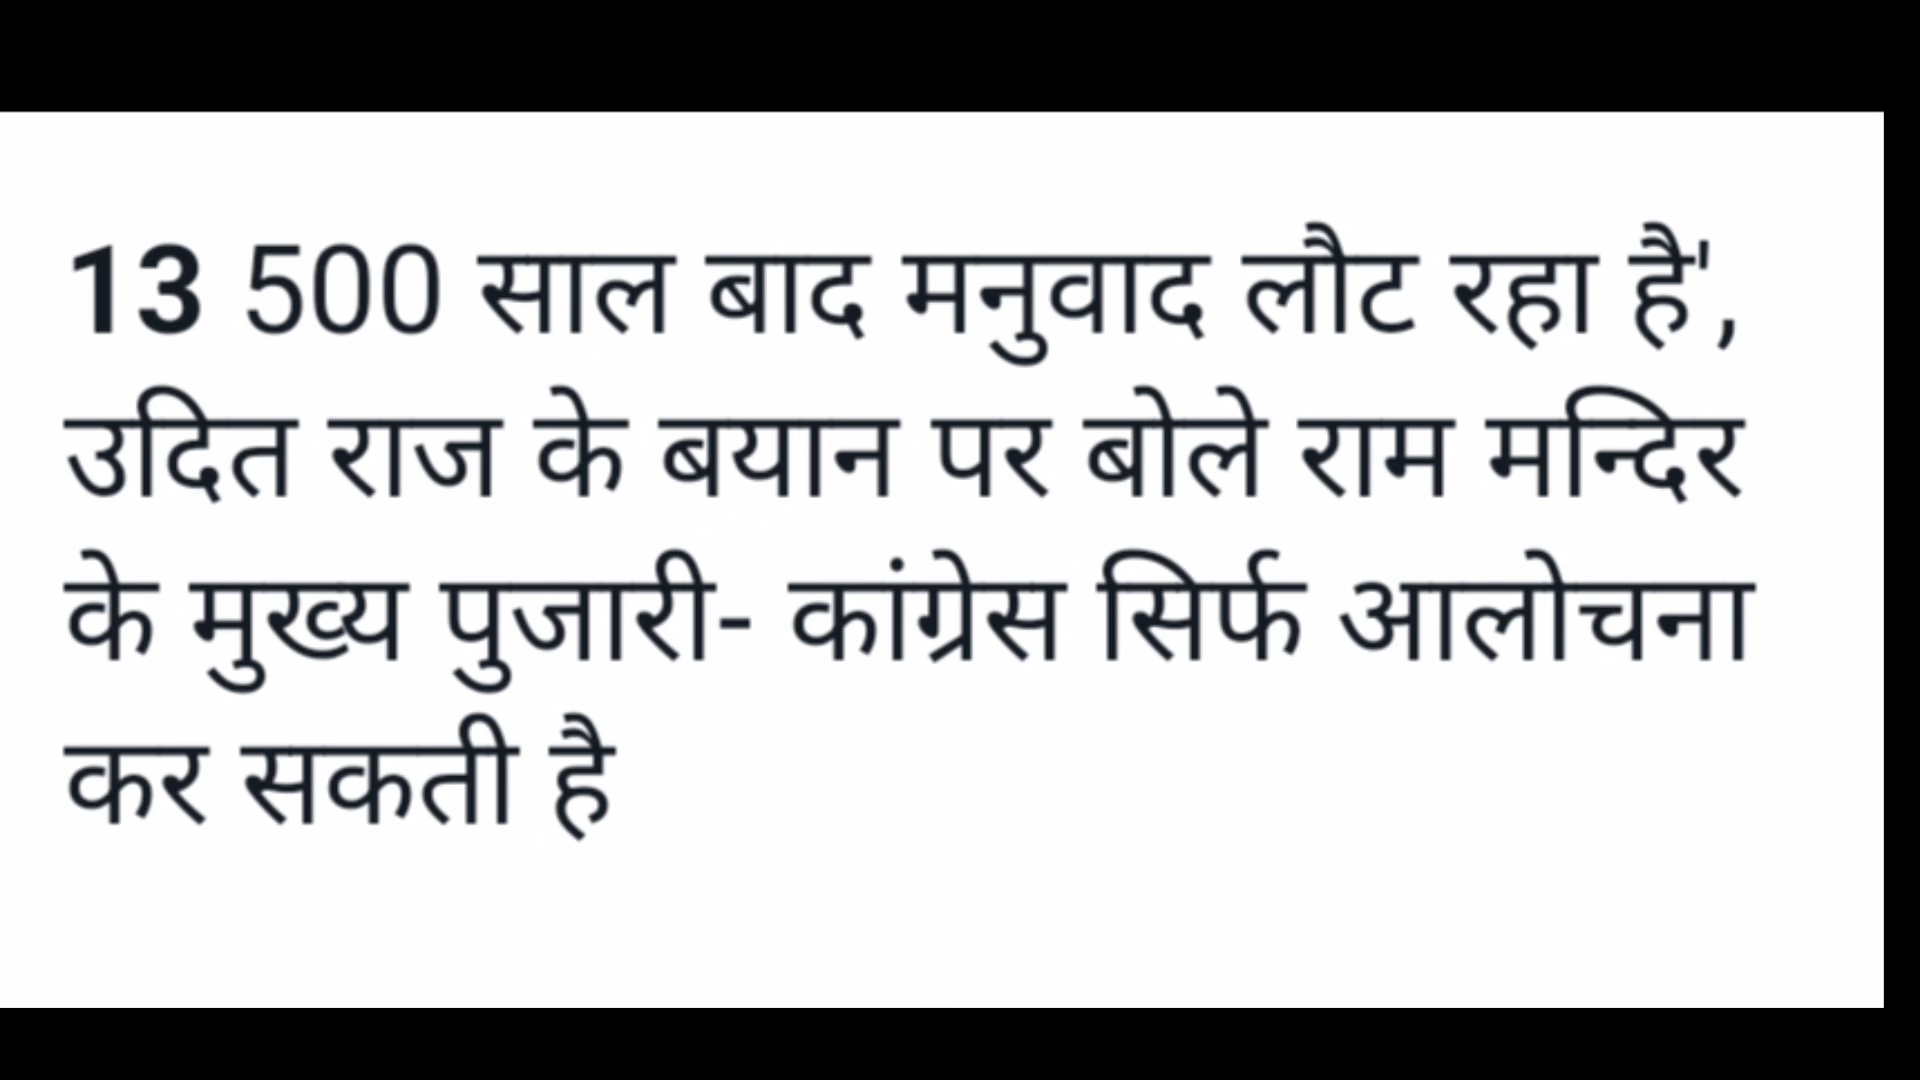 13 500 साल बाद मनुवाद लौट रहा है',
उदित राज के बयान पर बोले राम मन्दिर
के मुख्य पुजारी- कांग्रेस सिर्फ आलोचना
कर सकती है